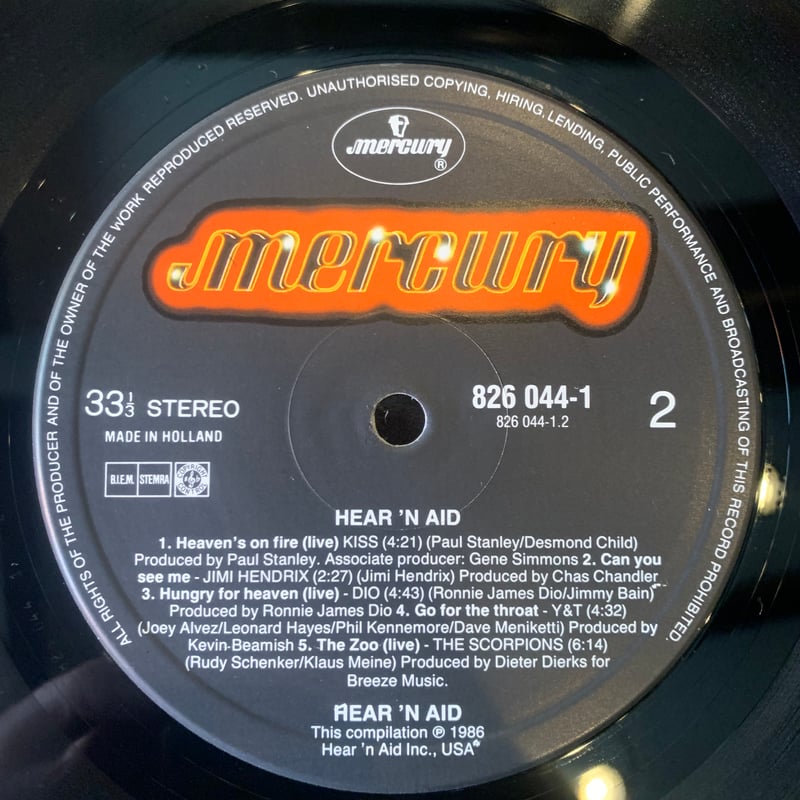 ALL RIGHTS OF THE PRODUCER AND OF THE OWNER OF THE WORK REPRODUCED RESERVED. UNAUTHORISED COPYING, HIRING, LENDING, PUBLIC PERFORMANCE AND BROADCASTING OF THIS RECORD PROHIBITED.
mercury
®
mercury
33⅓ STEREO
MADE IN HOLLAND
B.I.E.M. STEMRA COPYRIGHT CONTROL
826 044-1
826 044-1.2
2
HEAR 'N AID
1. Heaven's on fire (live) KISS (4:21) (Paul Stanley/Desmond Child)
Produced by Paul Stanley. Associate producer: Gene Simmons 2. Can you
see me - JIMI HENDRIX (2:27) (Jimi Hendrix) Produced by Chas Chandler
3. Hungry for heaven (live) - DIO (4:43) (Ronnie James Dio/Jimmy Bain)
Produced by Ronnie James Dio 4. Go for the throat - Y&T (4:32)
(Joey Alvez/Leonard Hayes/Phil Kennemore/Dave Meniketti) Produced by
Kevin Beamish 5. The Zoo (live) - THE SCORPIONS (6:14)
(Rudy Schenker/Klaus Meine) Produced by Dieter Dierks for
Breeze Music.
HEAR 'N AID
This compilation ℗ 1986
Hear 'n Aid Inc., USA